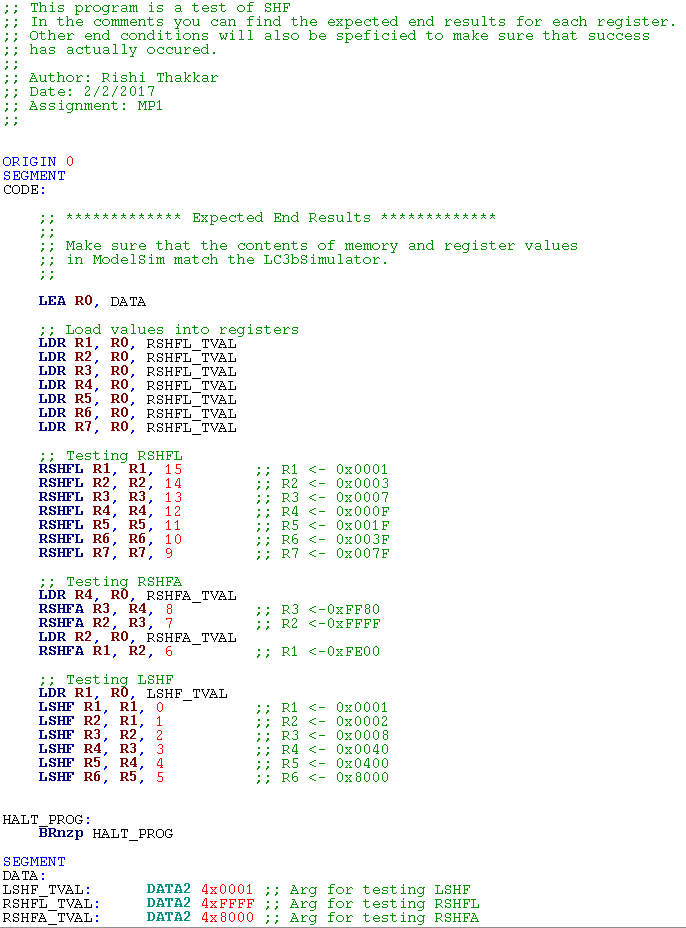 ;; This program is a test of SHF
;; In the comments you can find the expected end results for each register.
;; Other end conditions will also be speficied to make sure that success
;; has actually occured.
;;
;; Author: Rishi Thakkar
;; Date: 2/2/2017
;; Assignment: MP1
;;
ORIGIN 0
SEGMENT
CODE:
;; ************* Expected End Results *************
;;
;; Make sure that the contents of memory and register values
;; in ModelSim match the LC3bSimulator.
;;
LEA R0, DATA
;; Load values into registers
LDR R1, R0, RSHFL_TVAL
LDR R2, R0, RSHFL_TVAL
LDR R3, R0, RSHFL_TVAL
LDR R4, R0, RSHFL_TVAL
LDR R5, R0, RSHFL_TVAL
LDR R6, R0, RSHFL_TVAL
LDR R7, R0, RSHFL_TVAL
;; Testing RSHFL
RSHFL R1, R1, 15 ;; R1 <- 0x0001
RSHFL R2, R2, 14 ;; R2 <- 0x0003
RSHFL R3, R3, 13 ;; R3 <- 0x0007
RSHFL R4, R4, 12 ;; R4 <- 0x000F
RSHFL R5, R5, 11 ;; R5 <- 0x001F
RSHFL R6, R6, 10 ;; R6 <- 0x003F
RSHFL R7, R7, 9 ;; R7 <- 0x007F
;; Testing RSHFA
LDR R4, R0, RSHFA_TVAL
RSHFA R3, R4, 8 ;; R3 <-0xFF80
RSHFA R2, R3, 7 ;; R2 <-0xFFFF
LDR R2, R0, RSHFA_TVAL
RSHFA R1, R2, 6 ;; R1 <-0xFE00
;; Testing LSHF
LDR R1, R0, LSHF_TVAL
LSHF R1, R1, 0 ;; R1 <- 0x0001
LSHF R2, R1, 1 ;; R2 <- 0x0002
LSHF R3, R2, 2 ;; R3 <- 0x0008
LSHF R4, R3, 3 ;; R4 <- 0x0040
LSHF R5, R4, 4 ;; R5 <- 0x0400
LSHF R6, R5, 5 ;; R6 <- 0x8000
HALT_PROG:
BRnzp HALT_PROG
SEGMENT
DATA:
LSHF_TVAL: DATA2 4x0001 ;; Arg for testing LSHF
RSHFL_TVAL: DATA2 4xFFFF ;; Arg for testing RSHFL
RSHFA_TVAL: DATA2 4x8000 ;; Arg for testing RSHFA